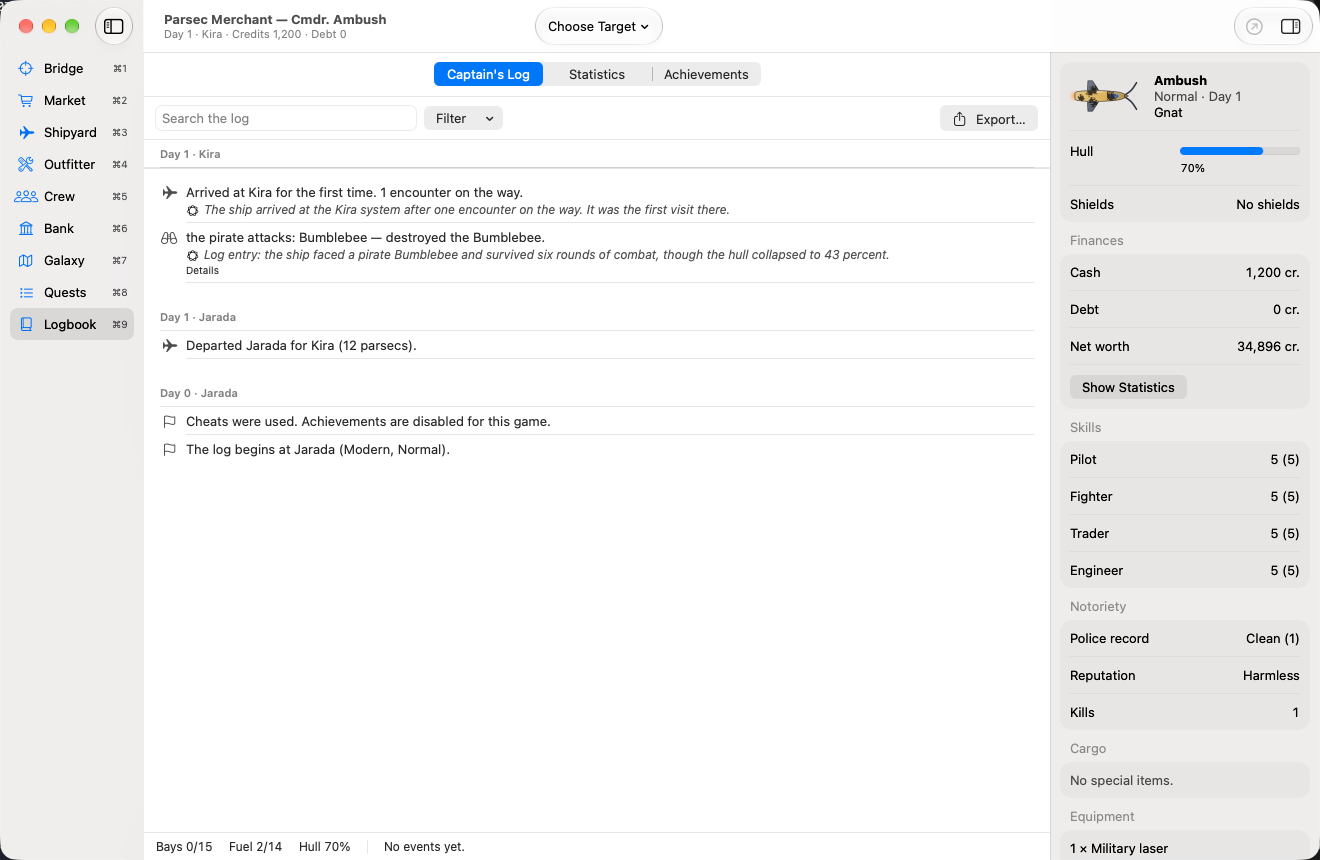 Parsec Merchant — Cmdr. Ambush
Day 1 · Kira · Credits 1,200 · Debt 0
Choose Target
Bridge ⌘1
Market ⌘2
Shipyard ⌘3
Outfitter ⌘4
Crew ⌘5
Bank ⌘6
Galaxy ⌘7
Quests ⌘8
Logbook ⌘9
Captain's Log
Statistics
Achievements
Search the log
Filter
Export...
Day 1 · Kira
Arrived at Kira for the first time. 1 encounter on the way.
The ship arrived at the Kira system after one encounter on the way. It was the first visit there.
the pirate attacks: Bumblebee — destroyed the Bumblebee.
Log entry: the ship faced a pirate Bumblebee and survived six rounds of combat, though the hull collapsed to 43 percent.
Details
Day 1 · Jarada
Departed Jarada for Kira (12 parsecs).
Day 0 · Jarada
Cheats were used. Achievements are disabled for this game.
The log begins at Jarada (Modern, Normal).
Bays 0/15 Fuel 2/14 Hull 70% No events yet.
Ambush
Normal · Day 1
Gnat
Hull
70%
Shields No shields
Finances
Cash 1,200 cr.
Debt 0 cr.
Net worth 34,896 cr.
Show Statistics
Skills
Pilot 5 (5)
Fighter 5 (5)
Trader 5 (5)
Engineer 5 (5)
Notoriety
Police record Clean (1)
Reputation Harmless
Kills 1
Cargo
No special items.
Equipment
1 × Military laser